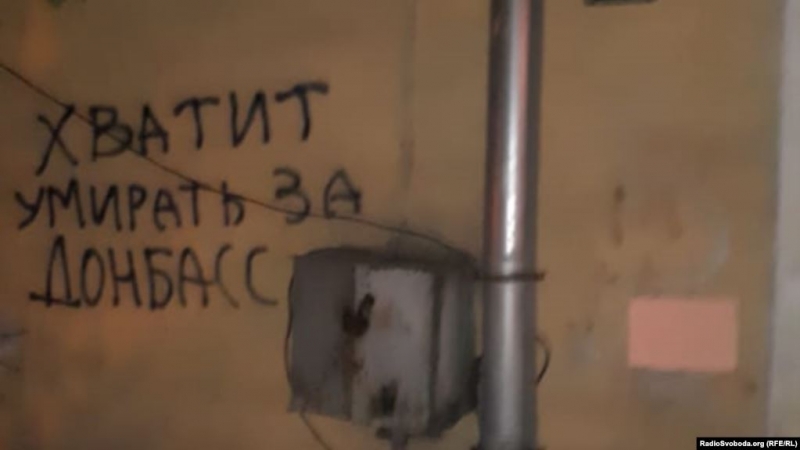 ХВАТИТ
УМИРАТЬ ЗА
ДОНБАСС
RadioSvoboda.org (RFE/RL)